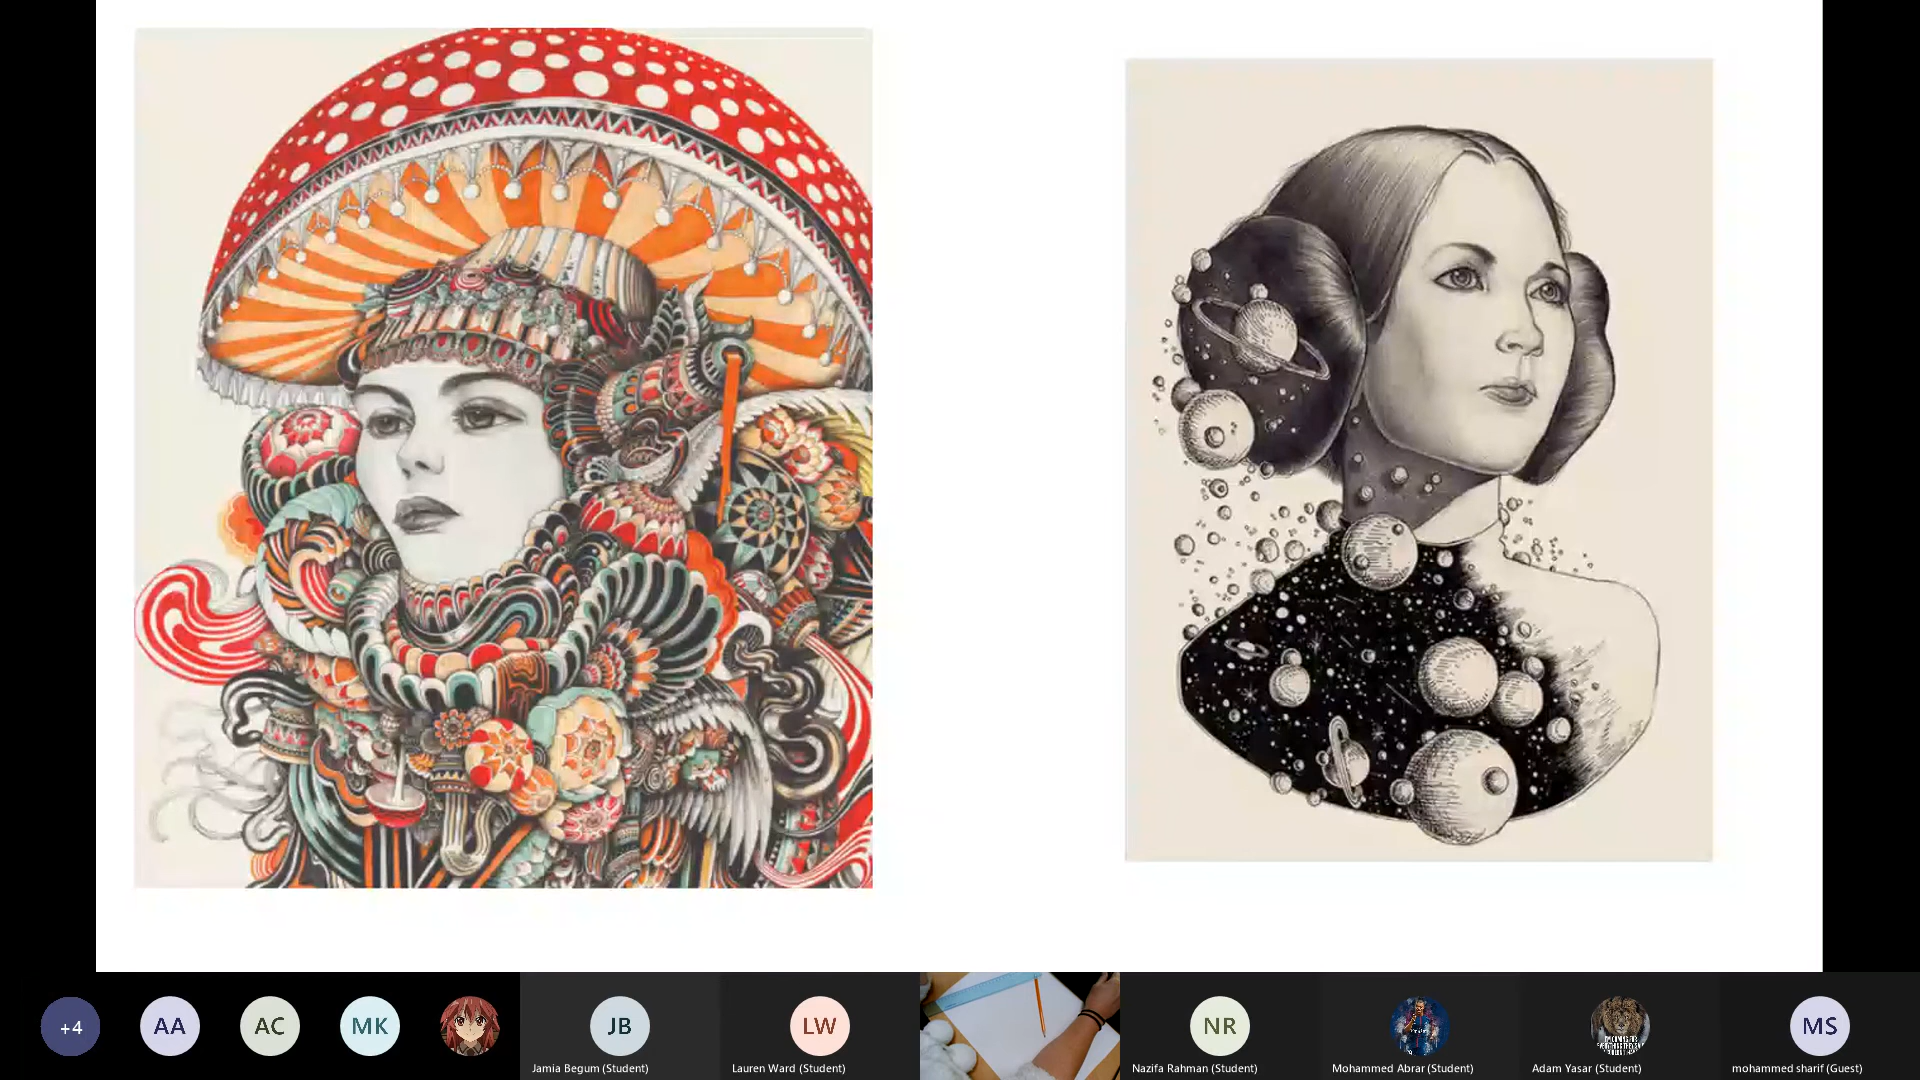 +4
AA
AC
MK
JB
Jamia Begum (Student)
LW
Lauren Ward (Student)
NR
Nazifa Rahman (Student)
Mohammed Abrar (Student)
Adam Yasar (Student)
MS
mohammed sharif (Guest)